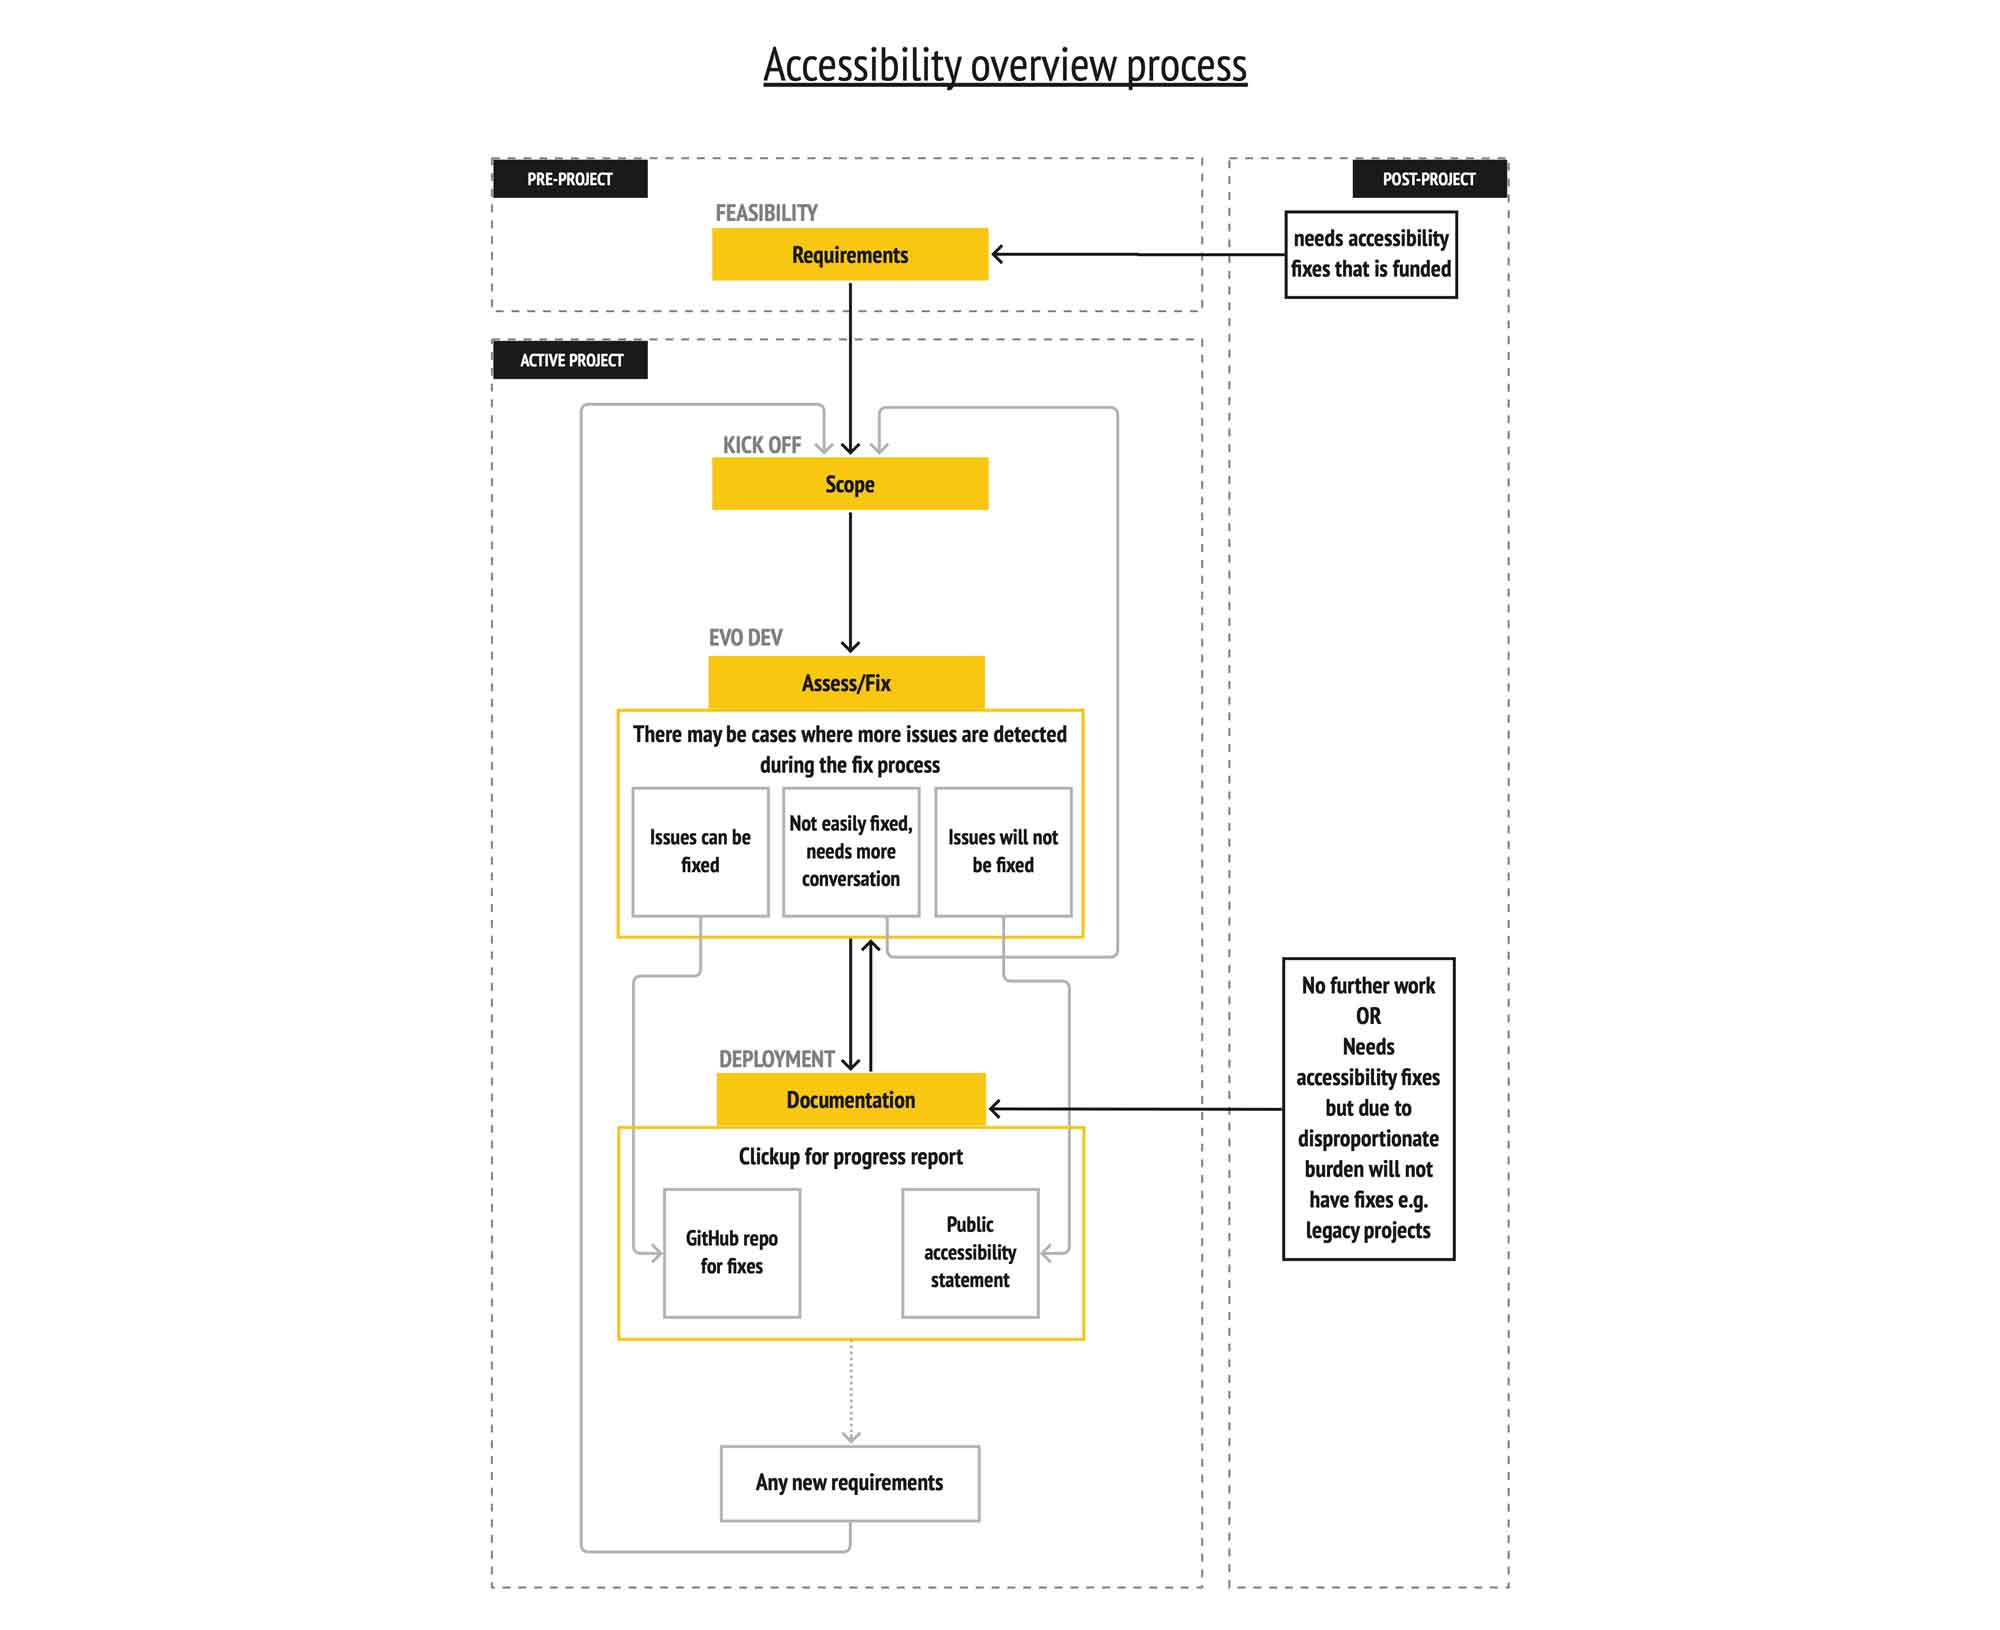 Accessibility overview process
PRE-PROJECT
POST-PROJECT
FEASIBILITY
Requirements
needs accessibility
fixes that is funded
ACTIVE PROJECT
KICK OFF
Scope
EVO DEV
Assess/Fix
There may be cases where more issues are detected
during the fix process
Issues can be
fixed
Not easily fixed,
needs more
conversation
Issues will not
be fixed
DEPLOYMENT
Documentation
Clickup for progress report
GitHub repo
for fixes
Public
accessibility
statement
No further work
OR
Needs
accessibility fixes
but due to
disproportionate
burden will not
have fixes e.g.
legacy projects
Any new requirements